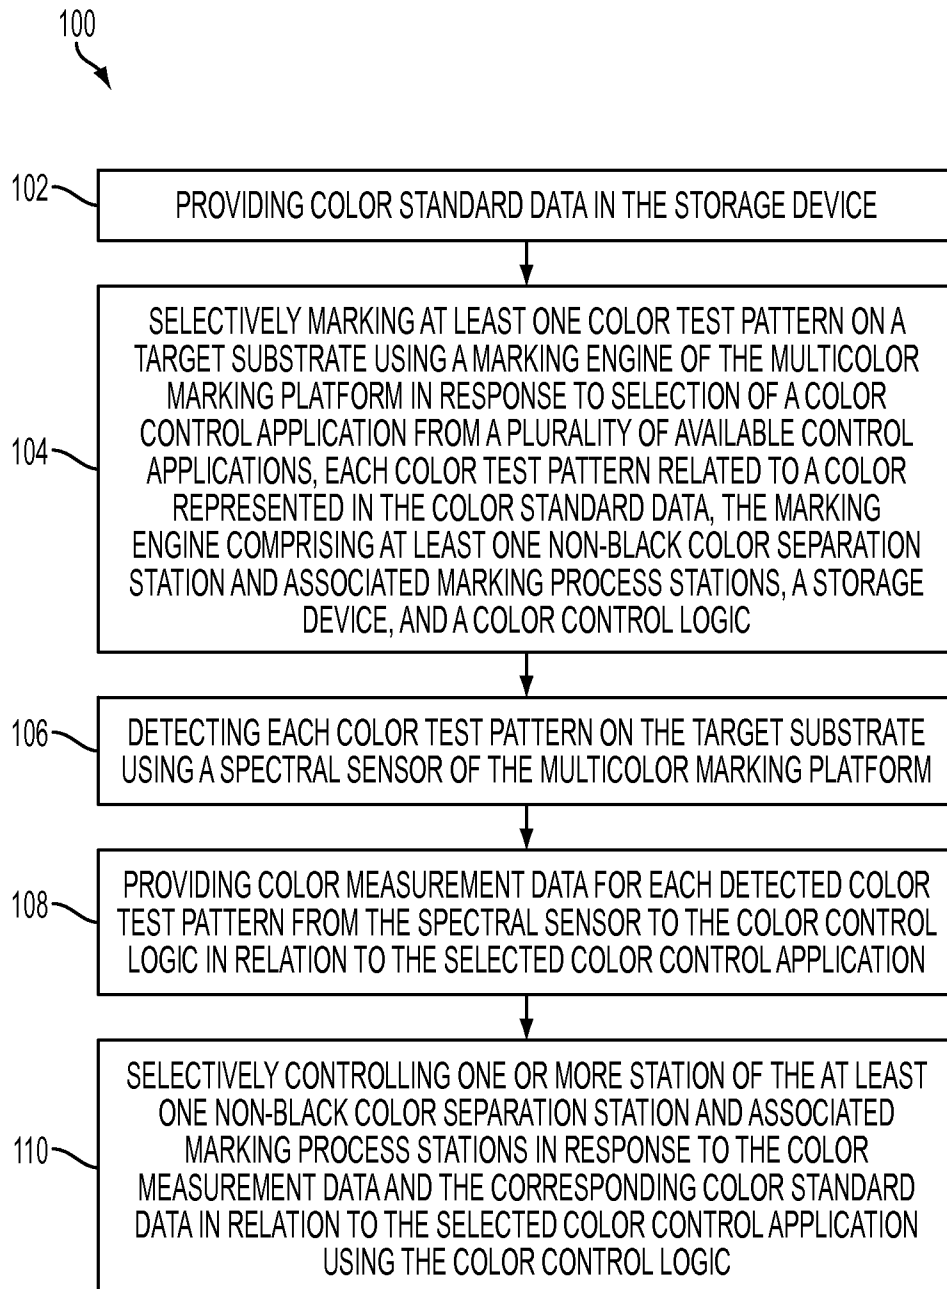 100
102
PROVIDING COLOR STANDARD DATA IN THE STORAGE DEVICE
104
SELECTIVELY MARKING AT LEAST ONE COLOR TEST PATTERN ON A
TARGET SUBSTRATE USING A MARKING ENGINE OF THE MULTICOLOR
MARKING PLATFORM IN RESPONSE TO SELECTION OF A COLOR
CONTROL APPLICATION FROM A PLURALITY OF AVAILABLE CONTROL
APPLICATIONS, EACH COLOR TEST PATTERN RELATED TO A COLOR
REPRESENTED IN THE COLOR STANDARD DATA, THE MARKING
ENGINE COMPRISING AT LEAST ONE NON-BLACK COLOR SEPARATION
STATION AND ASSOCIATED MARKING PROCESS STATIONS, A STORAGE
DEVICE, AND A COLOR CONTROL LOGIC
106
DETECTING EACH COLOR TEST PATTERN ON THE TARGET SUBSTRATE
USING A SPECTRAL SENSOR OF THE MULTICOLOR MARKING PLATFORM
108
PROVIDING COLOR MEASUREMENT DATA FOR EACH DETECTED COLOR
TEST PATTERN FROM THE SPECTRAL SENSOR TO THE COLOR CONTROL
LOGIC IN RELATION TO THE SELECTED COLOR CONTROL APPLICATION
110
SELECTIVELY CONTROLLING ONE OR MORE STATION OF THE AT LEAST
ONE NON-BLACK COLOR SEPARATION STATION AND ASSOCIATED
MARKING PROCESS STATIONS IN RESPONSE TO THE COLOR
MEASUREMENT DATA AND THE CORRESPONDING COLOR STANDARD
DATA IN RELATION TO THE SELECTED COLOR CONTROL APPLICATION
USING THE COLOR CONTROL LOGIC